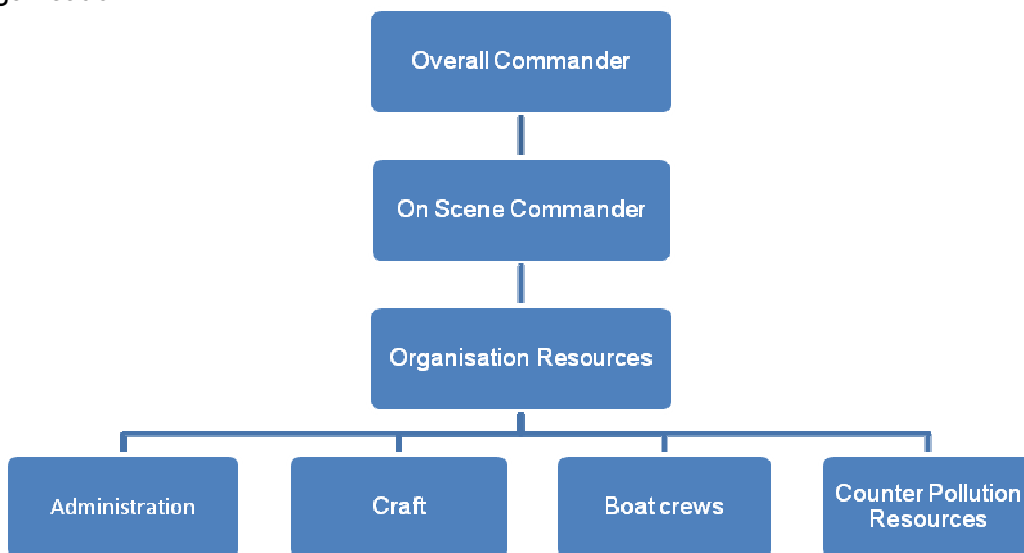 Overall Commander
On Scene Commander
Organisation Resources
Administration
Craft
Boat crews
Counter Pollution
Resources